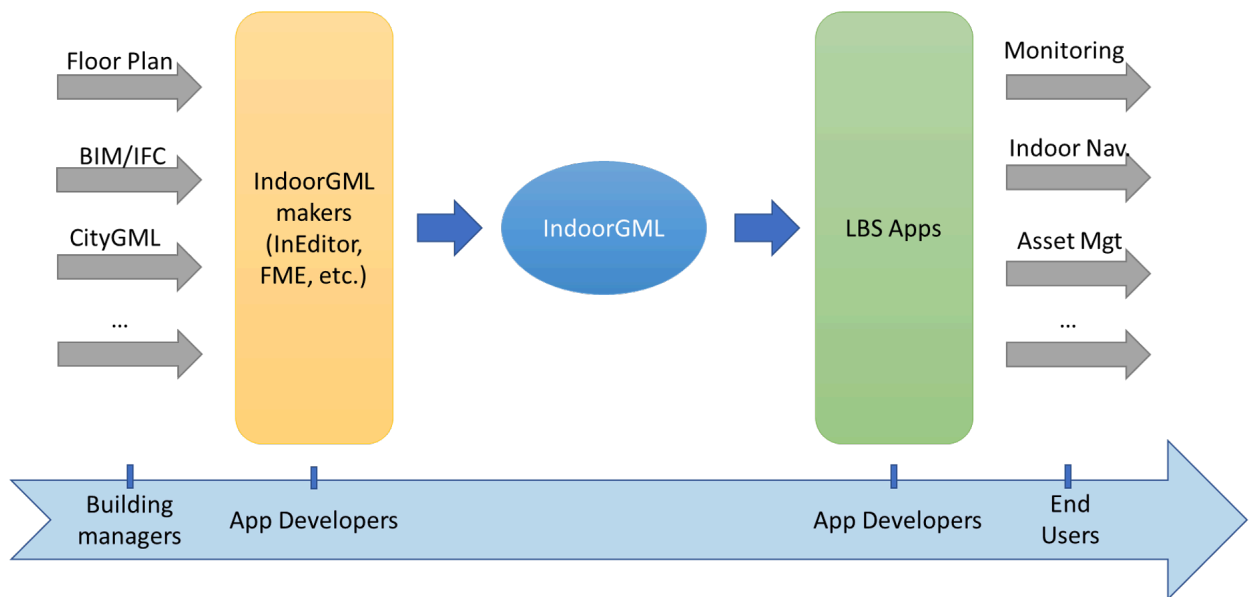 Floor Plan
BIM/IFC
CityGML
...
IndoorGML
makers
(InEditor,
FME, etc.)
IndoorGML
LBS Apps
Monitoring
Indoor Nav.
Asset Mgt
...
Building
managers
App Developers
App Developers
End
Users